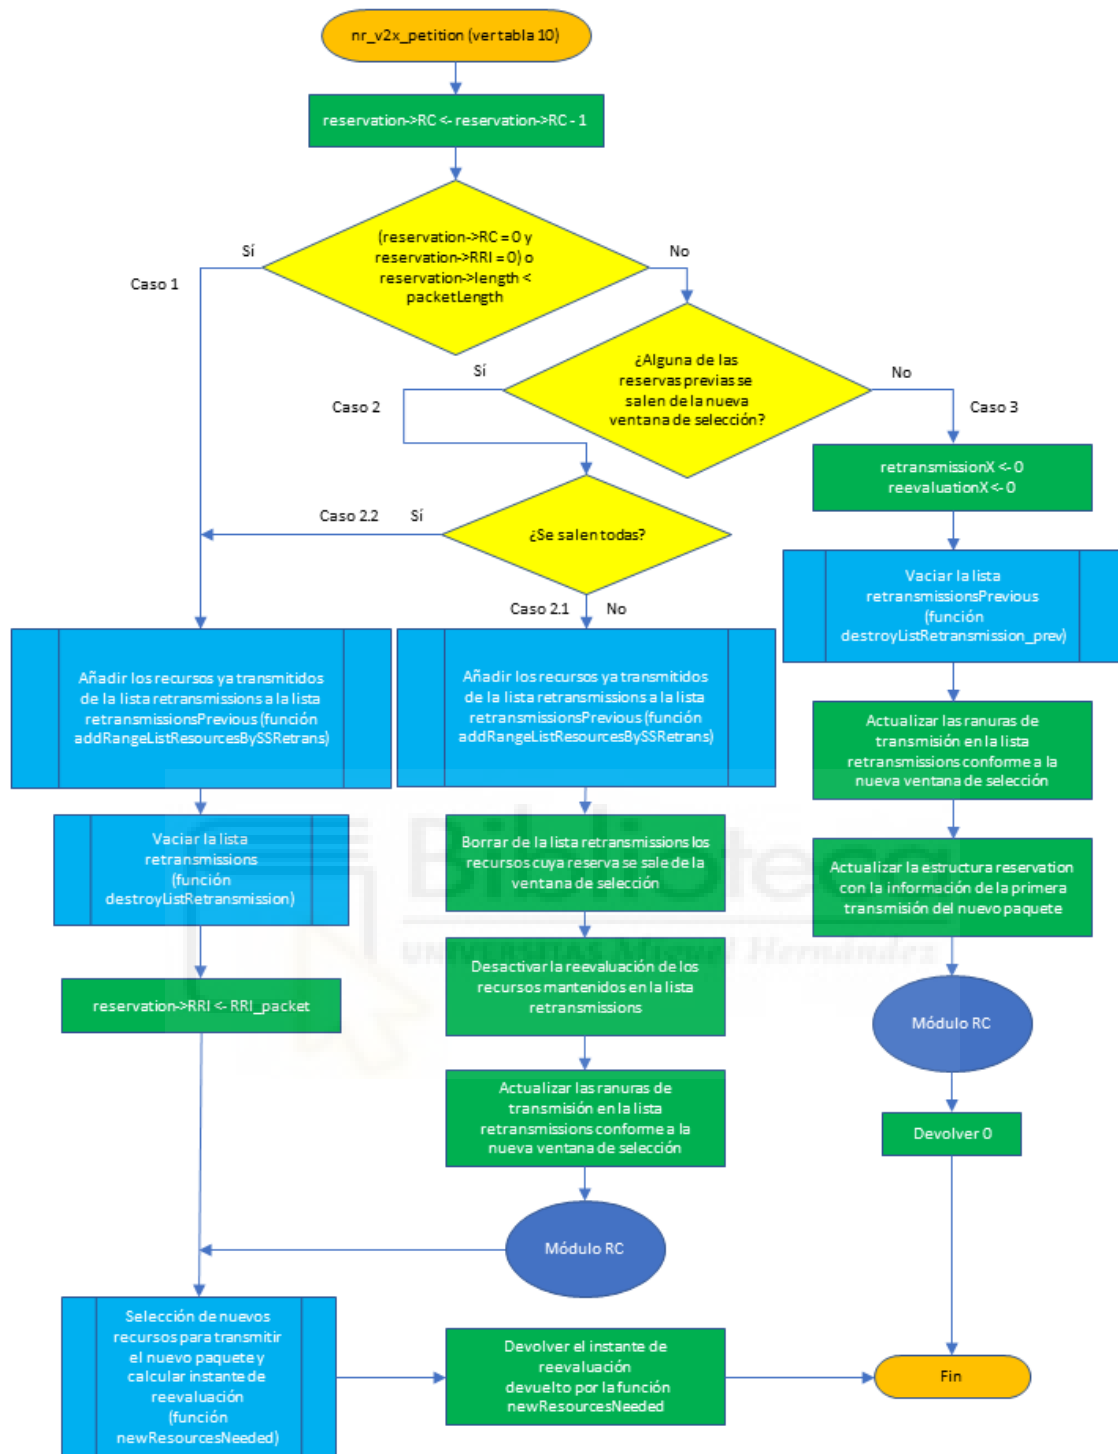 nr_v2x_petition (ver tabla 10)
reservation->RC <- reservation->RC - 1
(reservation->RC = 0 y
reservation->RRI = 0) o
reservation->length <
packetLength
Sí
No
Caso 1
¿Alguna de las
reservas previas se
salen de la nueva
ventana de selección?
Sí
No
Caso 2
Caso 3
retransmissionX <- 0
reevaluationX <- 0
¿Se salen todas?
Caso 2.2
Sí
Caso 2.1
No
Vaciar la lista
retransmissionsPrevious
(función
destroyListRetransmission_prev)
Añadir los recursos ya transmitidos
de la lista retransmissions a la lista
retransmissionsPrevious (función
addRangeListResourcesBySSRetrans)
Añadir los recursos ya transmitidos
de la lista retransmissions a la lista
retransmissionsPrevious (función
addRangeListResourcesBySSRetrans)
Actualizar las ranuras de
transmisión en la lista
retransmissions conforme a la
nueva ventana de selección
Vaciar la lista
retransmissions
(función
destroyListRetransmission)
Borrar de la lista retransmissions los
recursos cuya reserva se sale de la
ventana de selección
Actualizar la estructura reservation
con la información de la primera
transmisión del nuevo paquete
Biblioteca
UNIVERSITAS Miguel Hernández
reservation->RRI <- RRI_packet
Desactivar la reevaluación de los
recursos mantenidos en la lista
retransmissions
Módulo RC
Actualizar las ranuras de
transmisión en la lista
retransmissions conforme a la
nueva ventana de selección
Devolver 0
Módulo RC
Selección de nuevos
recursos para transmitir
el nuevo paquete y
calcular instante de
reevaluación
(función
newResourcesNeeded)
Devolver el instante de
reevaluación
devuelto por la función
newResourcesNeeded
Fin